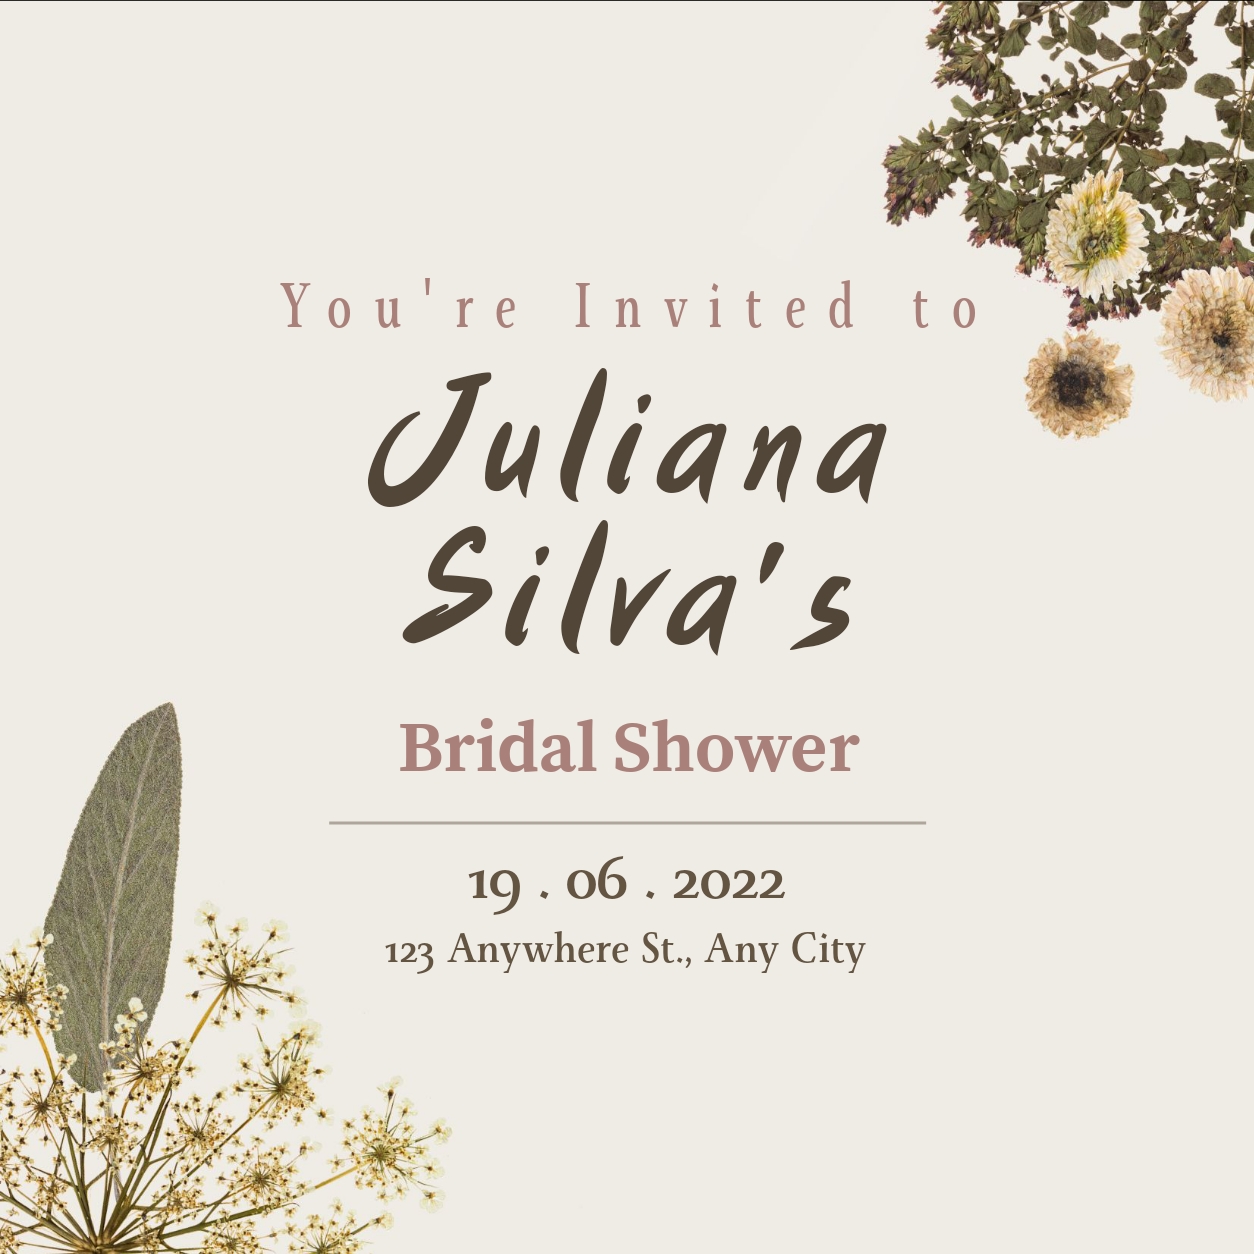 You're Invited to
Juliana
Silva's
Bridal Shower
19 . 06 . 2022
123 Anywhere St., Any City